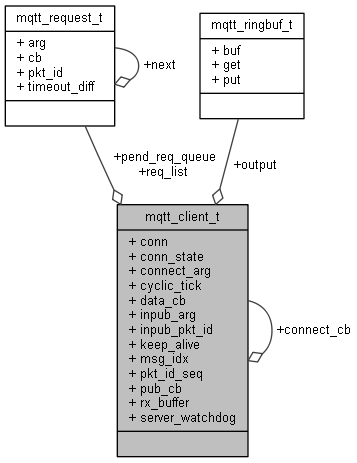 mqtt_request_t
+ arg
+ cb
+ pkt_id
+ timeout_diff
+next
mqtt_ringbuf_t
+ buf
+ get
+ put
+pend_req_queue
+req_list
+output
mqtt_client_t
+ conn
+ conn_state
+ connect_arg
+ cyclic_tick
+ data_cb
+ inpub_arg
+ inpub_pkt_id
+ keep_alive
+ msg_idx
+ pkt_id_seq
+ pub_cb
+ rx_buffer
+ server_watchdog
+connect_cb